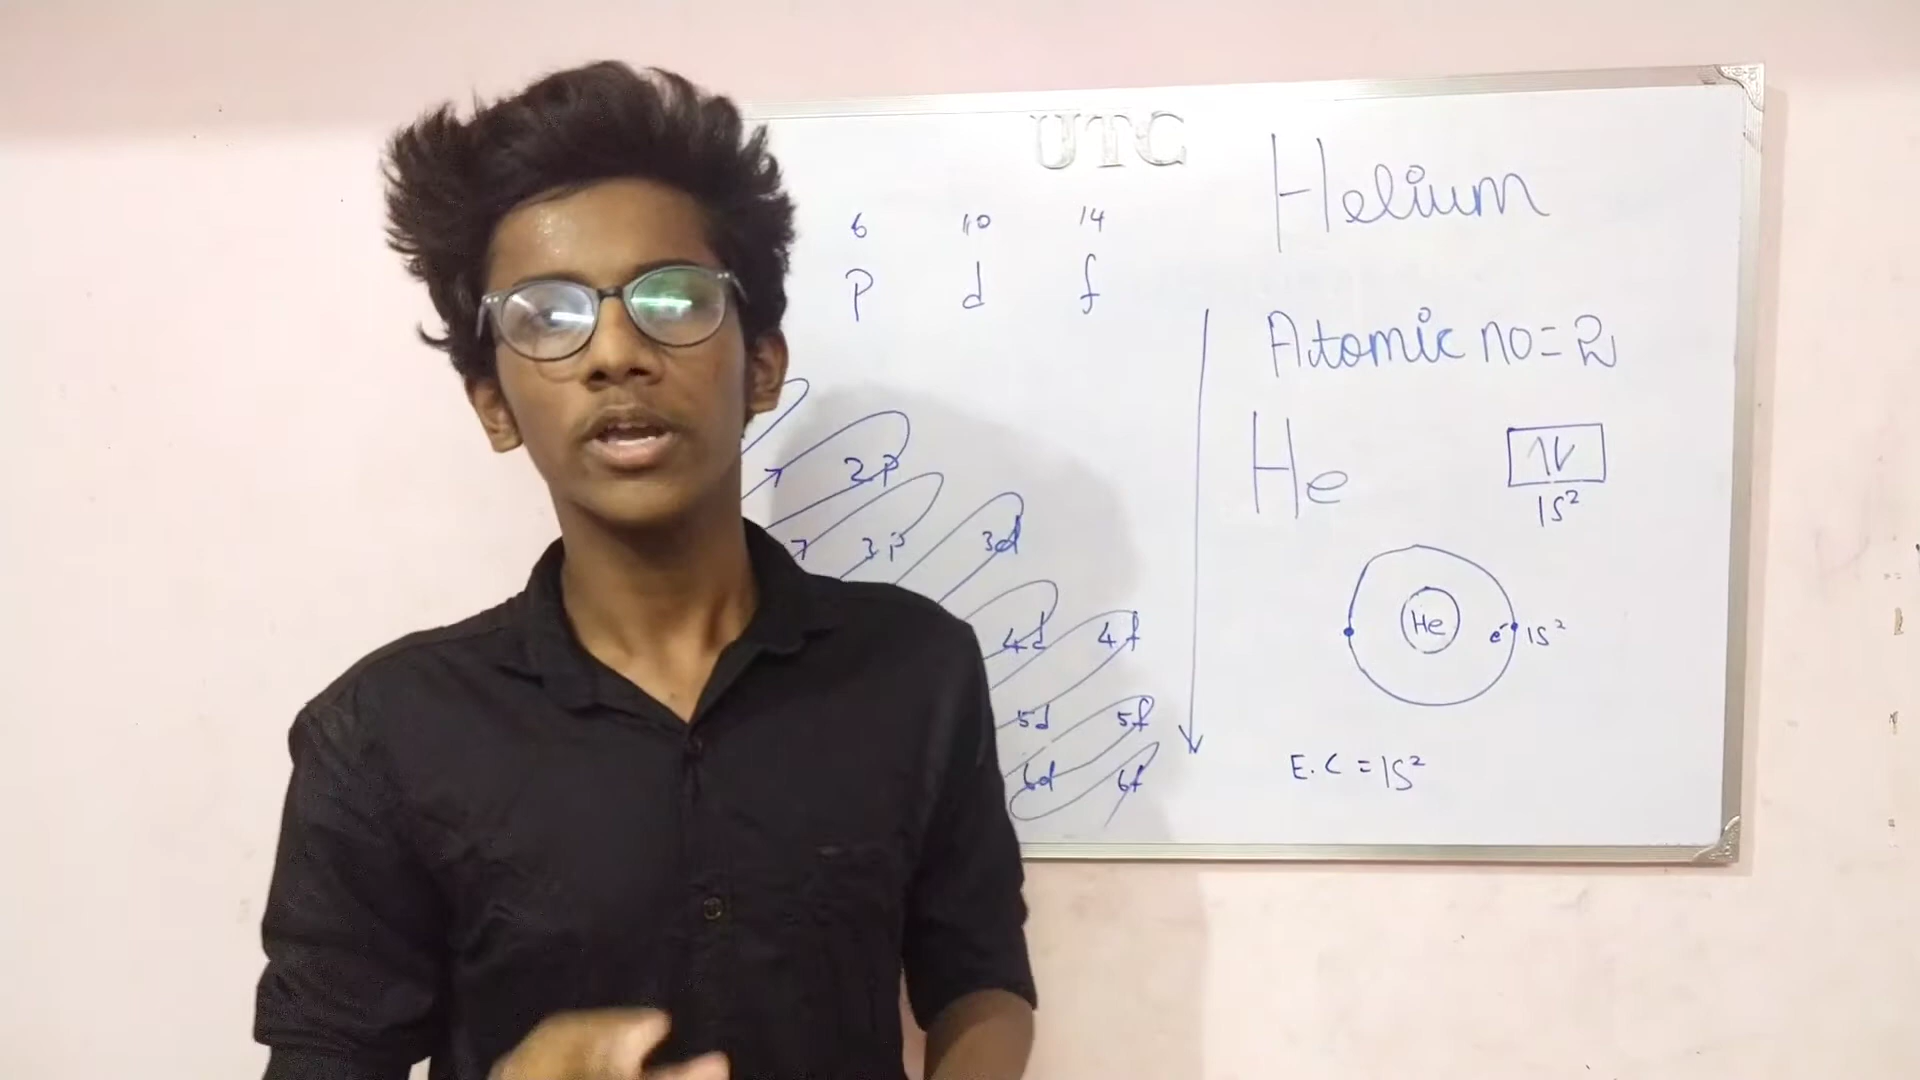 UTC
Helium
6 10 14
p d f
Atomic no = 2
2p
He
1↓
1S²
3p 3d
He e⁻ 1S²
4d 4f
5d 5f
6d 6f
E.C = 1S²